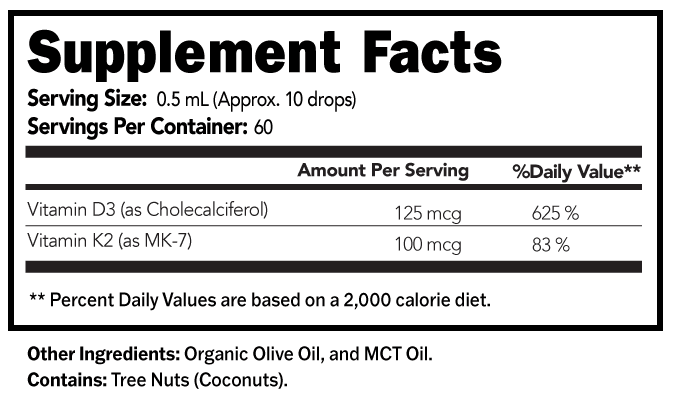 Supplement Facts
Serving Size: 0.5 mL (Approx. 10 drops)
Servings Per Container: 60
Amount Per Serving %Daily Value**
Vitamin D3 (as Cholecalciferol) 125 mcg 625 %
Vitamin K2 (as MK-7) 100 mcg 83 %
** Percent Daily Values are based on a 2,000 calorie diet.
Other Ingredients: Organic Olive Oil, and MCT Oil.
Contains: Tree Nuts (Coconuts).